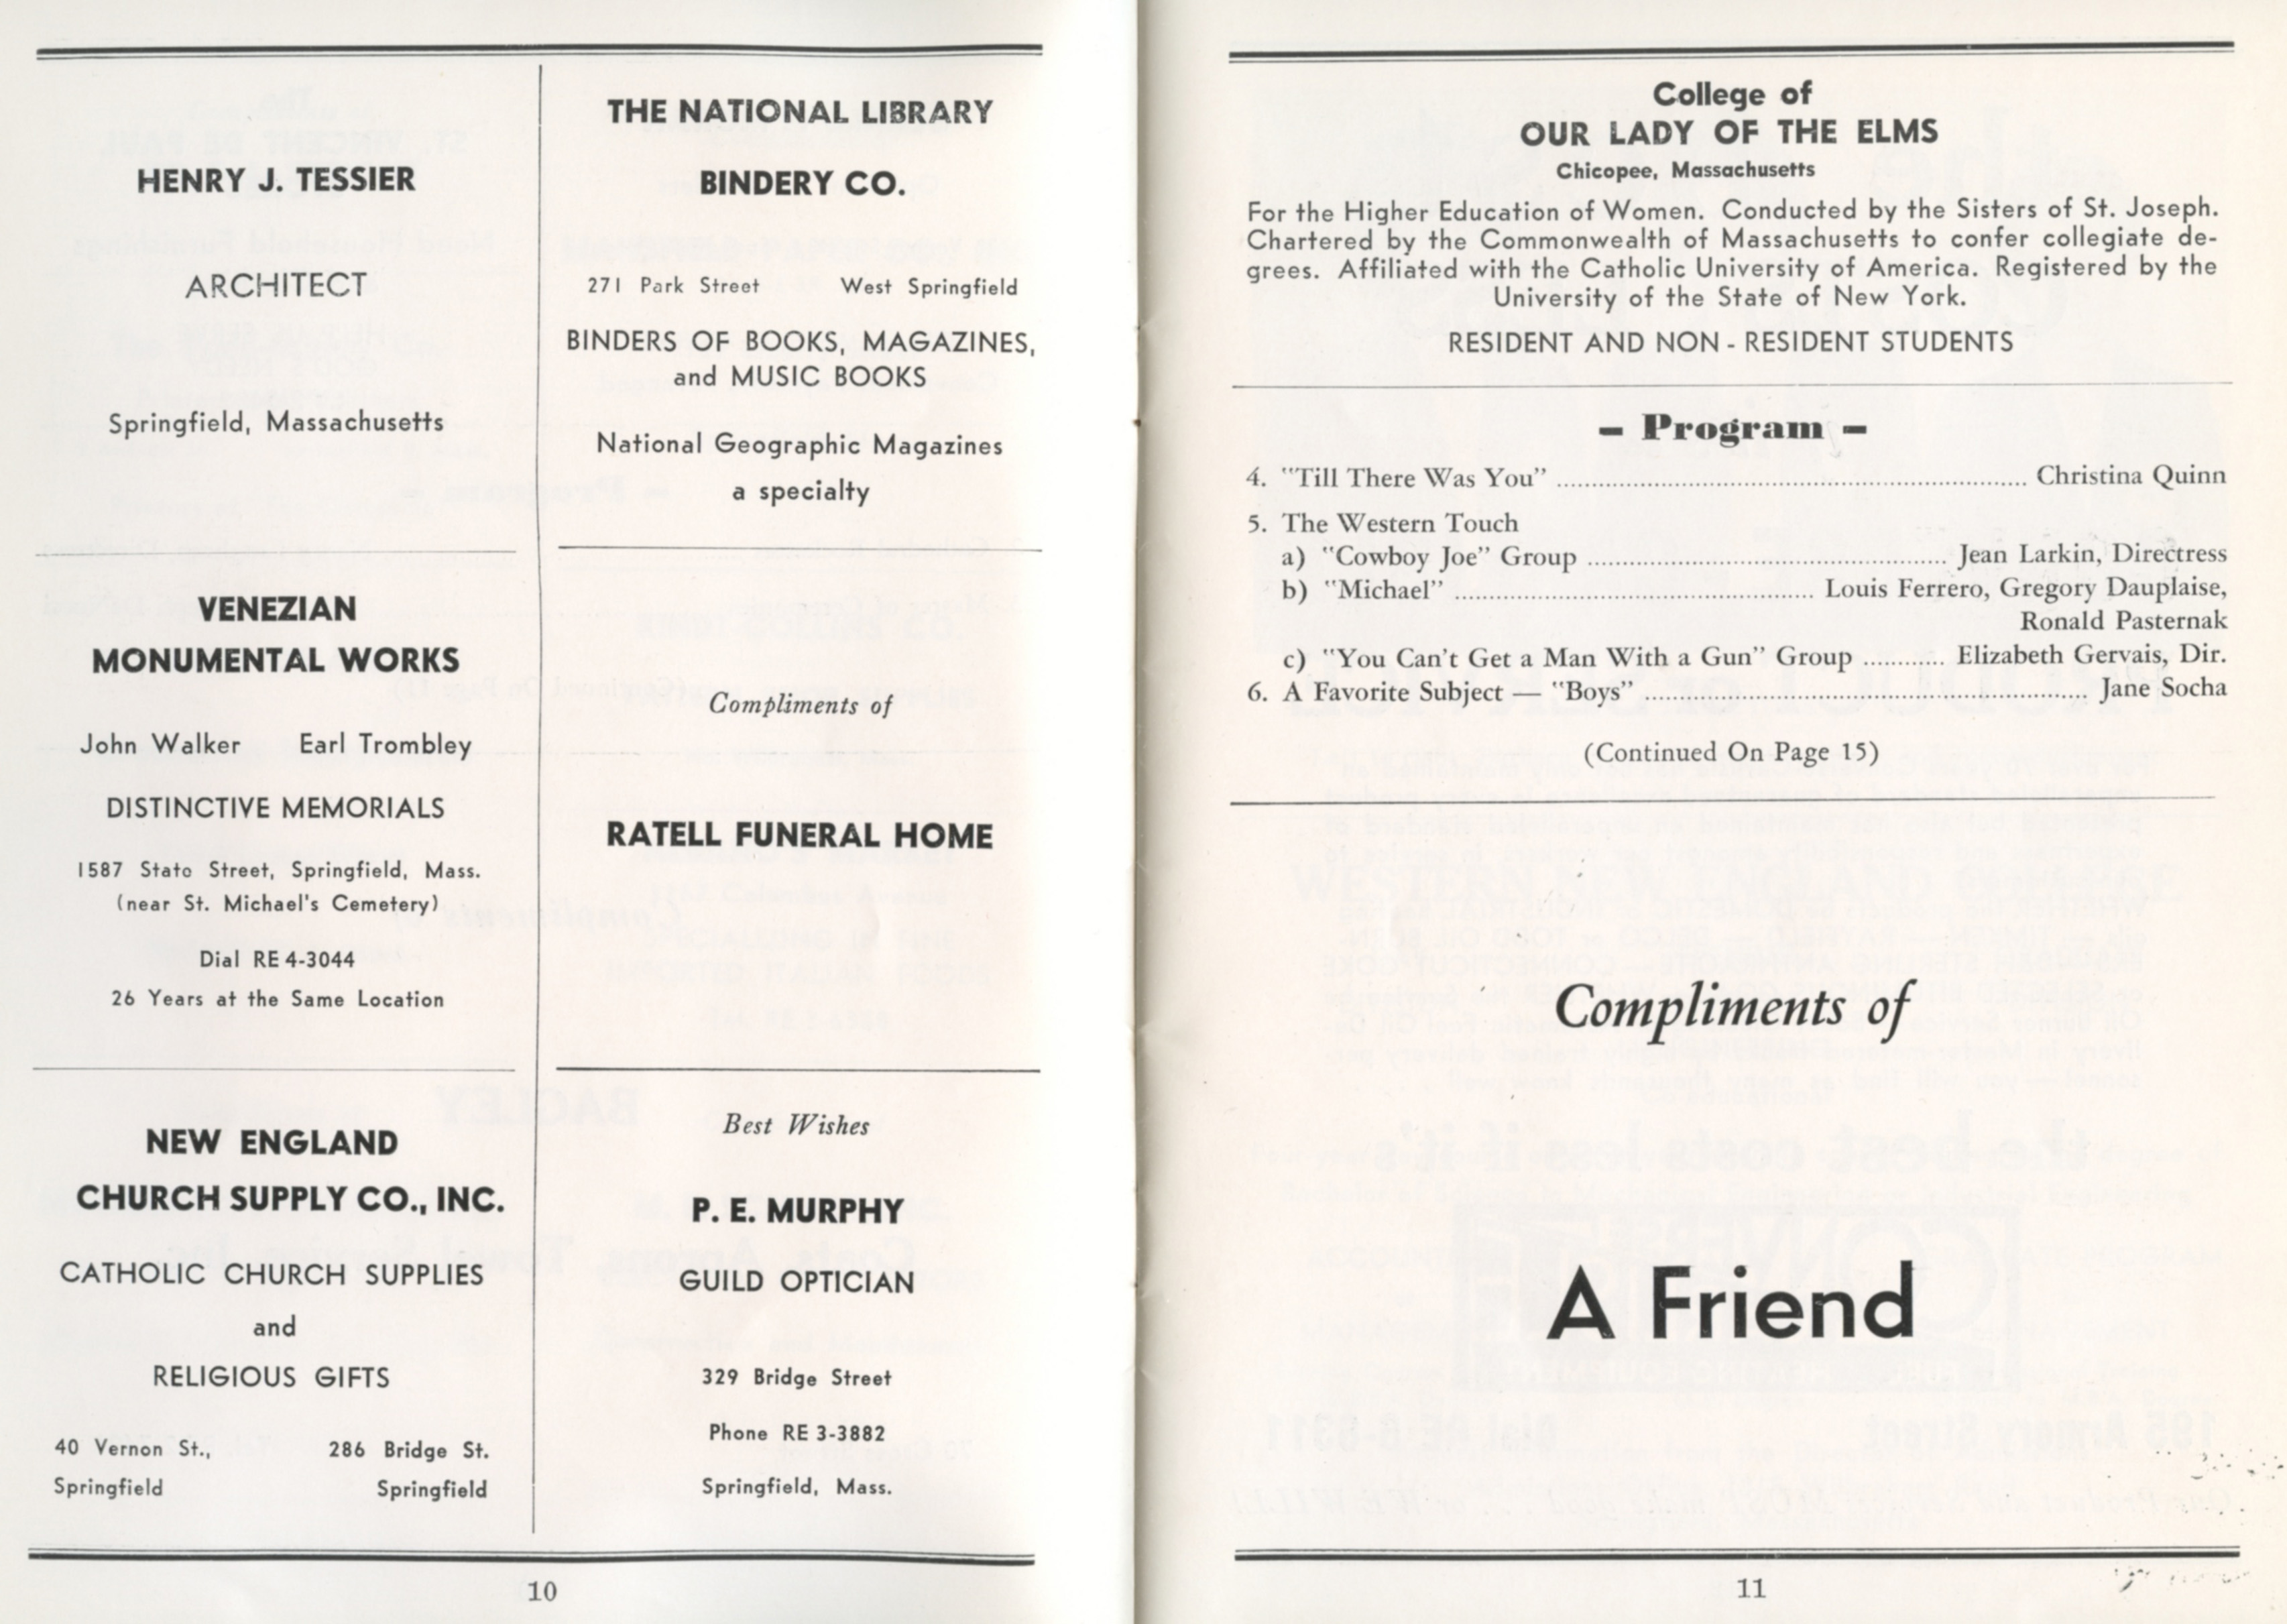 HENRY J. TESSIER
ARCHITECT
Springfield, Massachusetts
VENEZIAN
MONUMENTAL WORKS
John Walker Earl Trombley
DISTINCTIVE MEMORIALS
1587 State Street, Springfield, Mass.
(near St. Michael's Cemetery)
Dial RE 4-3044
26 Years at the Same Location
NEW ENGLAND
CHURCH SUPPLY CO., INC.
CATHOLIC CHURCH SUPPLIES
and
RELIGIOUS GIFTS
40 Vernon St., 286 Bridge St.
Springfield Springfield
THE NATIONAL LIBRARY
BINDERY CO.
271 Park Street West Springfield
BINDERS OF BOOKS, MAGAZINES,
and MUSIC BOOKS
National Geographic Magazines
a specialty
Compliments of
RATELL FUNERAL HOME
Best Wishes
P. E. MURPHY
GUILD OPTICIAN
329 Bridge Street
Phone RE 3-3882
Springfield, Mass.
10
College of
OUR LADY OF THE ELMS
Chicopee, Massachusetts
For the Higher Education of Women. Conducted by the Sisters of St. Joseph.
Chartered by the Commonwealth of Massachusetts to confer collegiate de-
grees. Affiliated with the Catholic University of America. Registered by the
University of the State of New York.
RESIDENT AND NON - RESIDENT STUDENTS
– Program –
4. "Till There Was You" ........ Christina Quinn
5. The Western Touch
a) "Cowboy Joe" Group ........ Jean Larkin, Directress
b) "Michael" ........ Louis Ferrero, Gregory Dauplaise,
Ronald Pasternak
c) "You Can't Get a Man With a Gun" Group ........ Elizabeth Gervais, Dir.
6. A Favorite Subject — "Boys" ........ Jane Socha
(Continued On Page 15)
Compliments of
A Friend
11